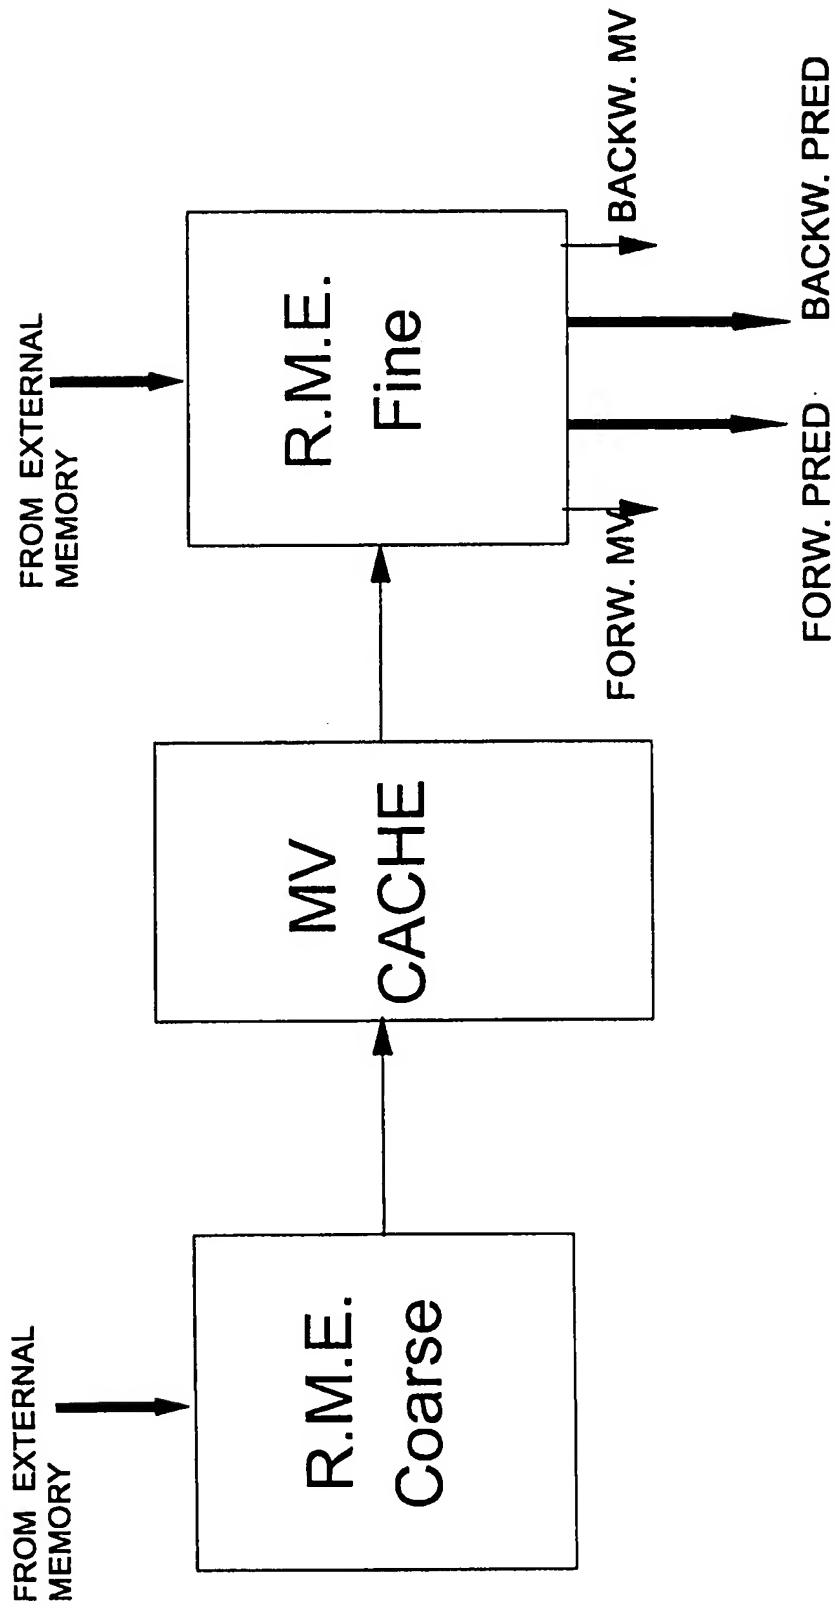 FROM EXTERNAL
MEMORY
R.M.E.
Coarse
MV
CACHE
FROM EXTERNAL
MEMORY
R.M.E.
Fine
FORW. MV
BACKW. MV
FORW. PRED.
BACKW. PRED